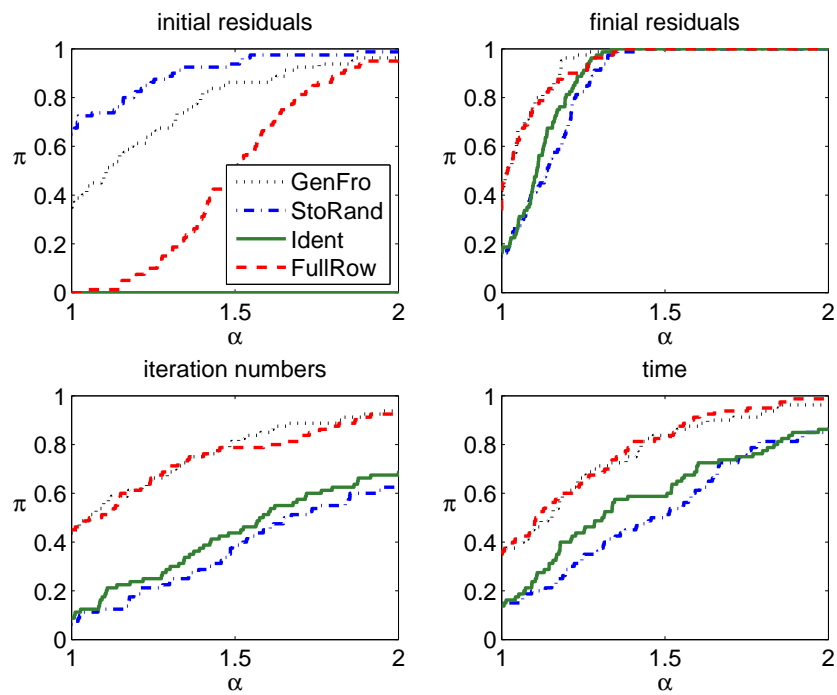 initial residuals
1
0.8
0.6
π
0.4
0.2
0
1
1.5
2
α
GenFro
StoRand
Ident
FullRow
finial residuals
1
0.8
0.6
π
0.4
0.2
0
1
1.5
2
α
iteration numbers
1
0.8
0.6
π
0.4
0.2
0
1
1.5
2
α
time
1
0.8
0.6
π
0.4
0.2
0
1
1.5
2
α